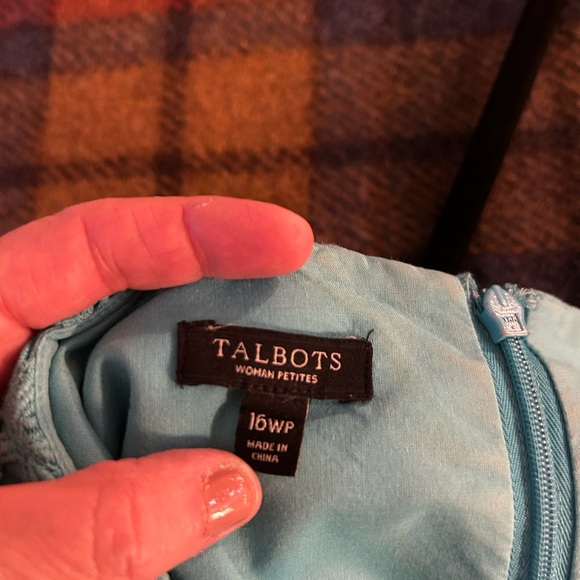 TALBOTS
WOMAN PETITES
16WP
MADE IN
CHINA